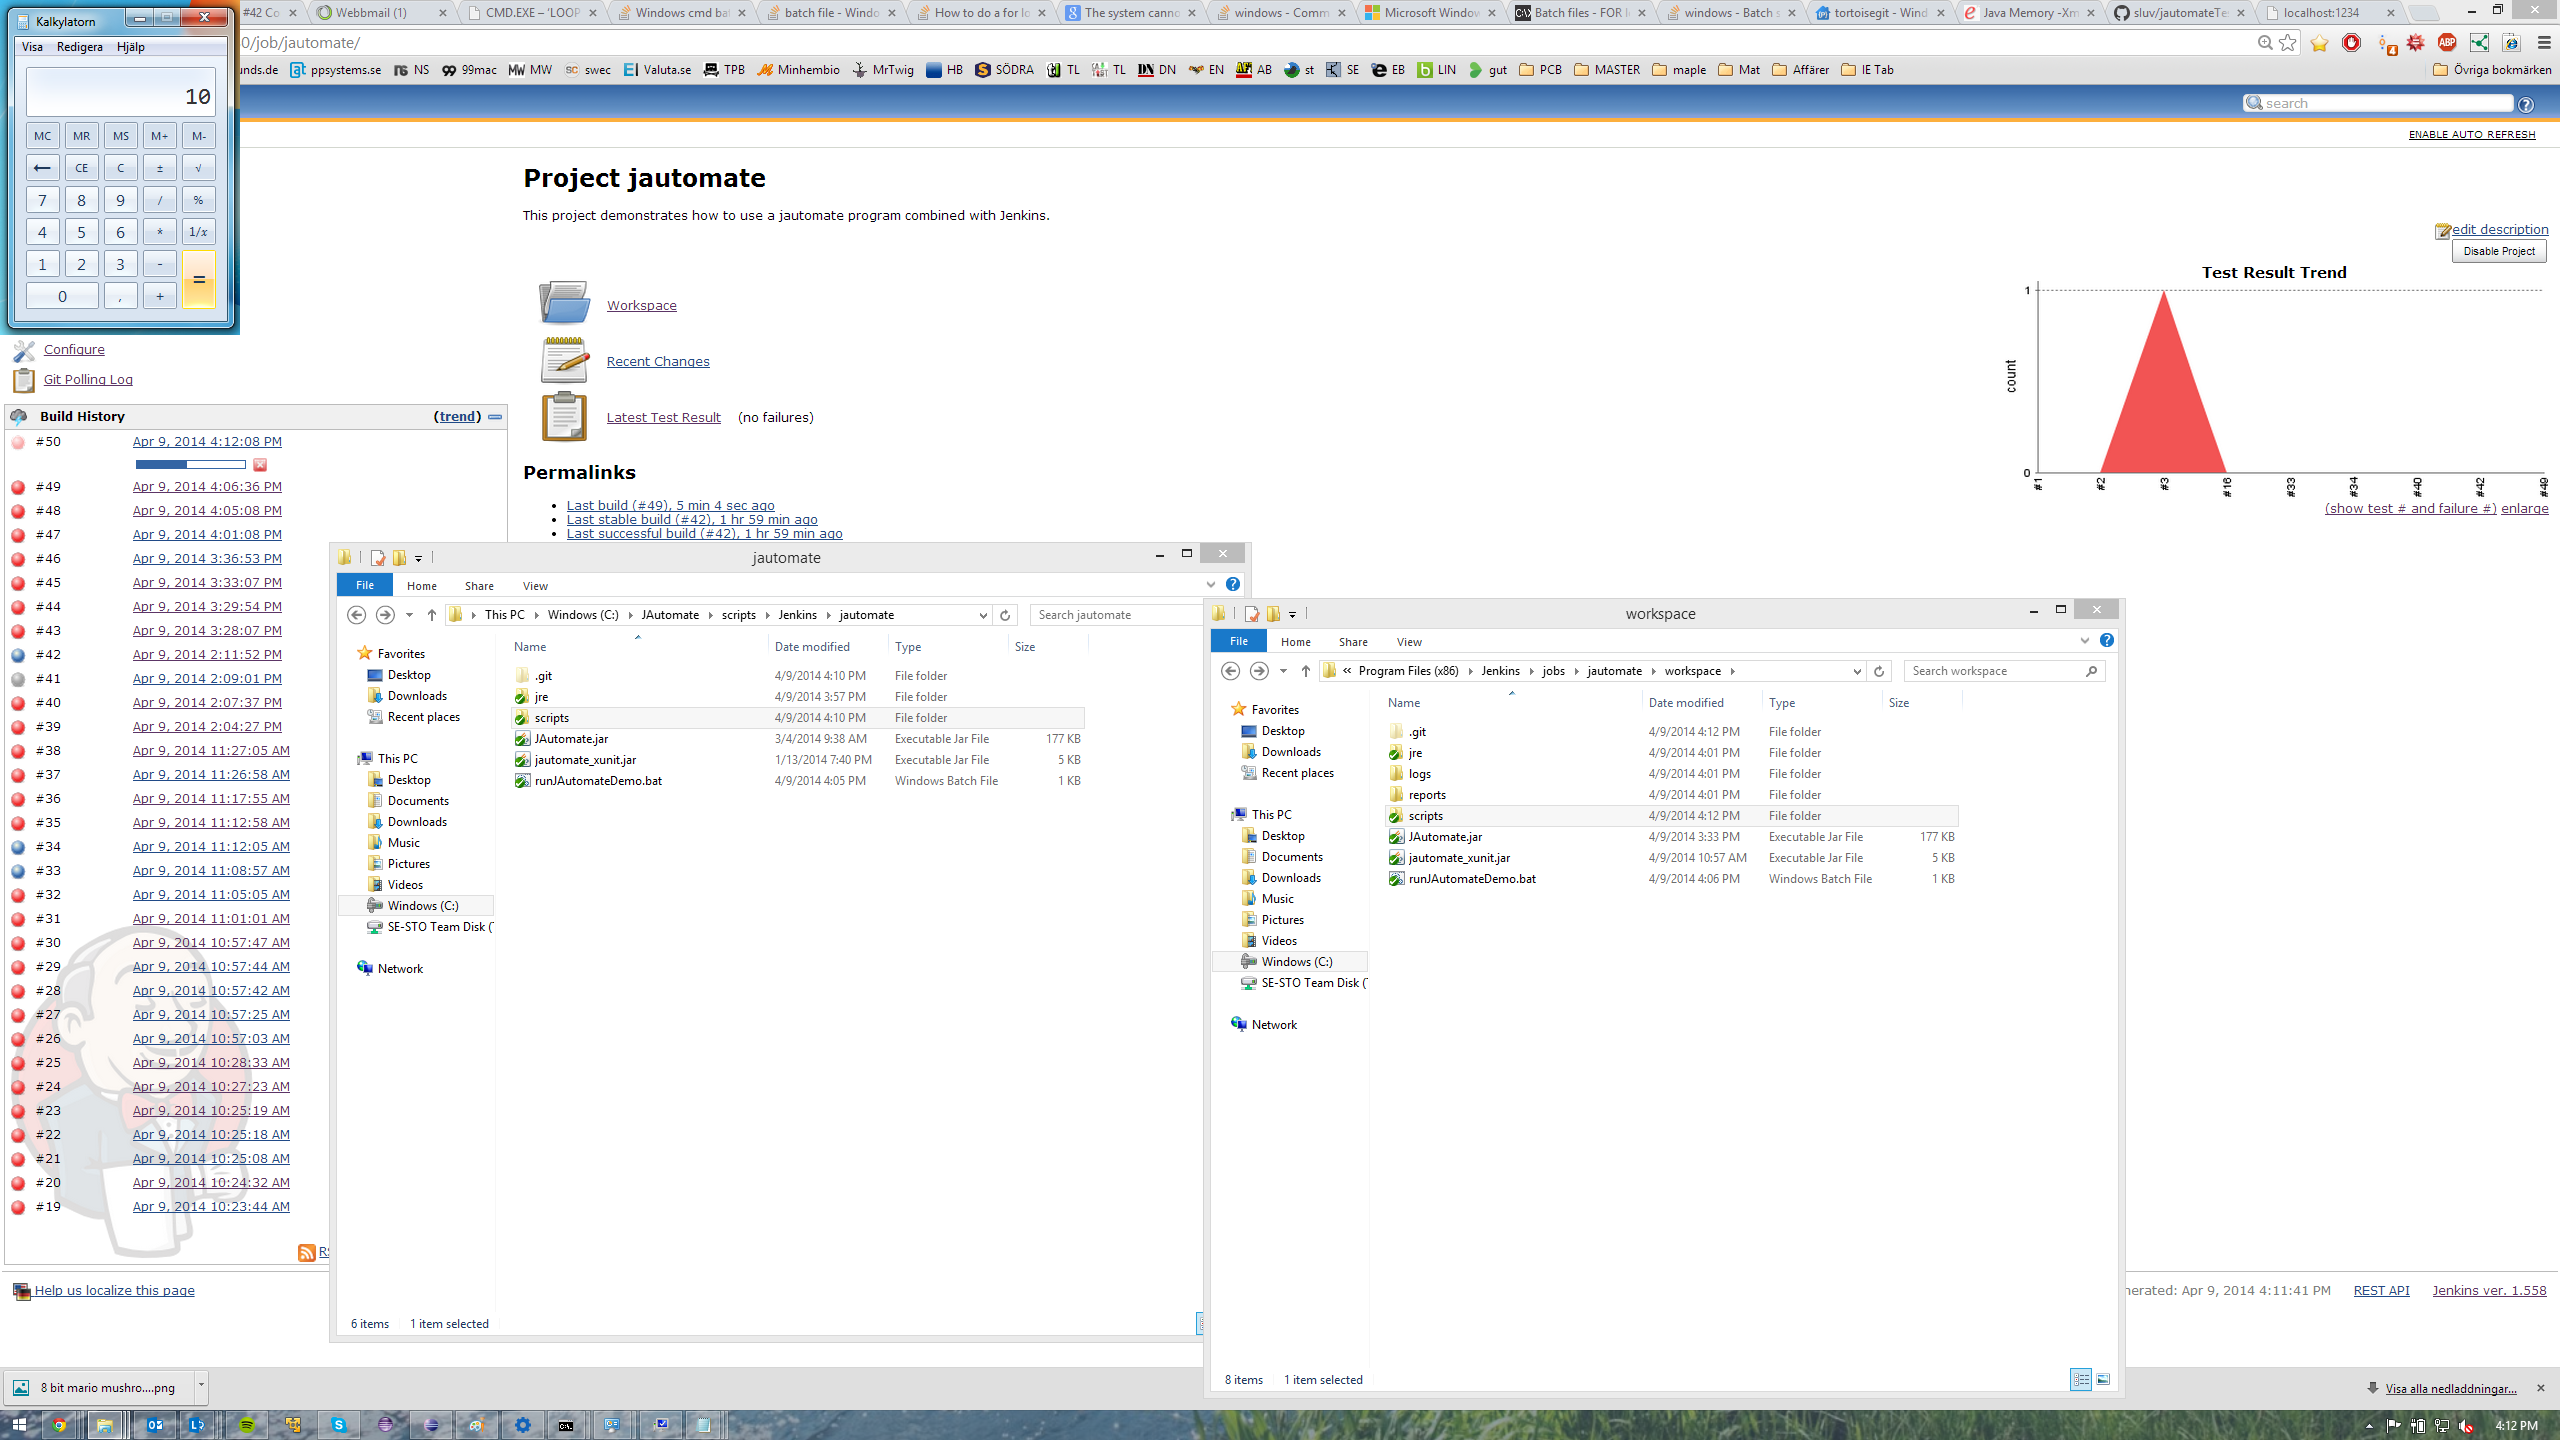 Kalkylatorn
Visa Redigera Hjälp
10
MC MR MS M+ M-
← CE C ± √
7 8 9 / %
4 5 6 * 1/x
1 2 3 - =
0 , +
#42 Co
Webbmail (1)
CMD.EXE – 'LOOP
Windows cmd bat
batch file - Windo
How to do a for lo
The system canno
windows - Comm
Microsoft Window
Batch files - FOR l
windows - Batch s
tortoisegit - Wind
Java Memory -Xm
sluv/jautomateTe
localhost:1234
0/job/jautomate/
unds.de ppsystems.se NS 99mac MW swec Valuta.se TPB Minhembio MrTwig HB SÖDRA TL TL DN EN AB st SE EB LIN gut PCB MASTER maple Mat Affärer IE Tab Övriga bokmärken
search
ENABLE AUTO REFRESH
Project jautomate
This project demonstrates how to use a jautomate program combined with Jenkins.
edit description
Disable Project
Workspace
Recent Changes
Latest Test Result (no failures)
Test Result Trend
count
1
0
#1 #2 #3 #16 #33 #34 #40 #42 #49
(show test # and failure #) enlarge
Permalinks
Last build (#49), 5 min 4 sec ago
Last stable build (#42), 1 hr 59 min ago
Last successful build (#42), 1 hr 59 min ago
Configure
Git Polling Log
Build History (trend)
#50 Apr 9, 2014 4:12:08 PM
#49 Apr 9, 2014 4:06:36 PM
#48 Apr 9, 2014 4:05:08 PM
#47 Apr 9, 2014 4:01:08 PM
#46 Apr 9, 2014 3:36:53 PM
#45 Apr 9, 2014 3:33:07 PM
#44 Apr 9, 2014 3:29:54 PM
#43 Apr 9, 2014 3:28:07 PM
#42 Apr 9, 2014 2:11:52 PM
#41 Apr 9, 2014 2:09:01 PM
#40 Apr 9, 2014 2:07:37 PM
#39 Apr 9, 2014 2:04:27 PM
#38 Apr 9, 2014 11:27:05 AM
#37 Apr 9, 2014 11:26:58 AM
#36 Apr 9, 2014 11:17:55 AM
#35 Apr 9, 2014 11:12:58 AM
#34 Apr 9, 2014 11:12:05 AM
#33 Apr 9, 2014 11:08:57 AM
#32 Apr 9, 2014 11:05:05 AM
#31 Apr 9, 2014 11:01:01 AM
#30 Apr 9, 2014 10:57:47 AM
#29 Apr 9, 2014 10:57:44 AM
#28 Apr 9, 2014 10:57:42 AM
#27 Apr 9, 2014 10:57:25 AM
#26 Apr 9, 2014 10:57:03 AM
#25 Apr 9, 2014 10:28:33 AM
#24 Apr 9, 2014 10:27:23 AM
#23 Apr 9, 2014 10:25:19 AM
#22 Apr 9, 2014 10:25:18 AM
#21 Apr 9, 2014 10:25:08 AM
#20 Apr 9, 2014 10:24:32 AM
#19 Apr 9, 2014 10:23:44 AM
Help us localize this page
jautomate
File Home Share View
This PC Windows (C:) JAutomate scripts Jenkins jautomate
Search jautomate
Favorites
Desktop
Downloads
Recent places
This PC
Desktop
Documents
Downloads
Music
Pictures
Videos
Windows (C:)
SE-STO Team Disk (
Network
Name Date modified Type Size
.git 4/9/2014 4:10 PM File folder
jre 4/9/2014 3:57 PM File folder
scripts 4/9/2014 4:10 PM File folder
JAutomate.jar 3/4/2014 9:38 AM Executable Jar File 177 KB
jautomate_xunit.jar 1/13/2014 7:40 PM Executable Jar File 5 KB
runJAutomateDemo.bat 4/9/2014 4:05 PM Windows Batch File 1 KB
6 items 1 item selected
workspace
File Home Share View
« Program Files (x86) Jenkins jobs jautomate workspace
Search workspace
Favorites
Desktop
Downloads
Recent places
This PC
Desktop
Documents
Downloads
Music
Pictures
Videos
Windows (C:)
SE-STO Team Disk (
Network
Name Date modified Type Size
.git 4/9/2014 4:12 PM File folder
jre 4/9/2014 4:01 PM File folder
logs 4/9/2014 4:01 PM File folder
reports 4/9/2014 4:01 PM File folder
scripts 4/9/2014 4:12 PM File folder
JAutomate.jar 4/9/2014 3:33 PM Executable Jar File 177 KB
jautomate_xunit.jar 4/9/2014 10:57 AM Executable Jar File 5 KB
runJAutomateDemo.bat 4/9/2014 4:06 PM Windows Batch File 1 KB
8 items 1 item selected
nerated: Apr 9, 2014 4:11:41 PM REST API Jenkins ver. 1.558
8 bit mario mushro....png
Visa alla nedladdningar...
4:12 PM